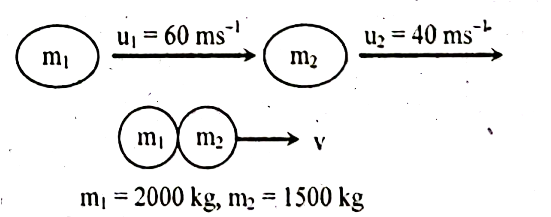 m₁ u₁ = 60 ms⁻¹ m₂ u₂ = 40 ms⁻¹
m₁ m₂ v
m₁ = 2000 kg, m₂ = 1500 kg